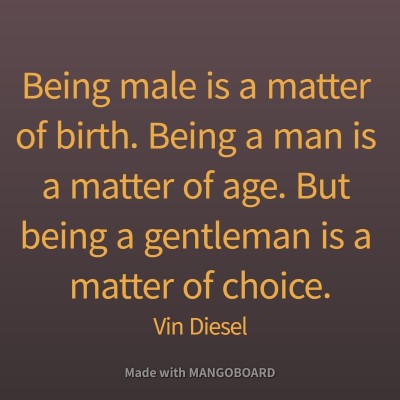 Being male is a matter
of birth. Being a man is
a matter of age. But
being a gentleman is a
matter of choice.
Vin Diesel
Made with MANGOBOARD